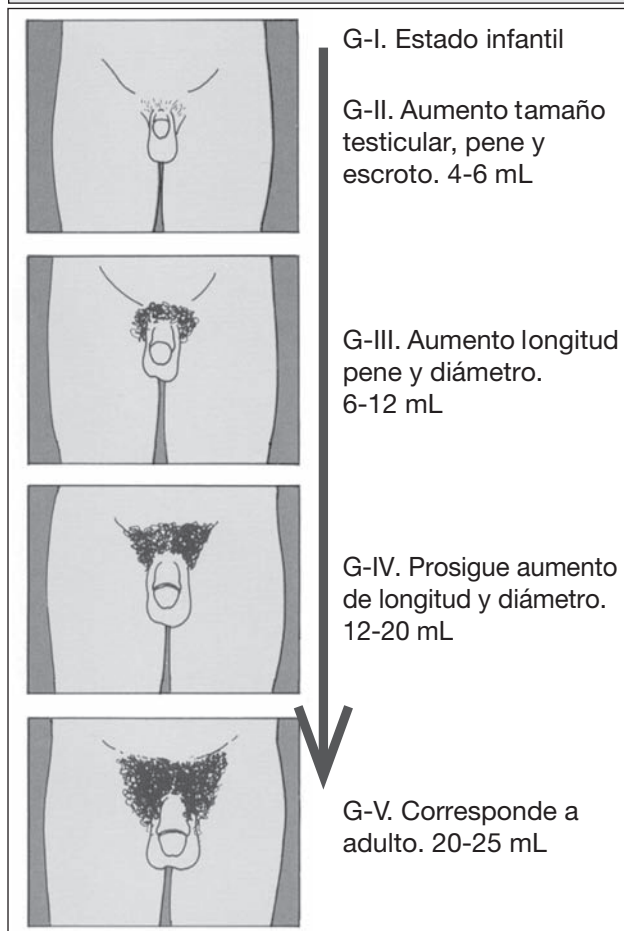 G-I. Estado infantil
G-II. Aumento tamaño
testicular, pene y
escroto. 4-6 mL
G-III. Aumento longitud
pene y diámetro.
6-12 mL
G-IV. Prosigue aumento
de longitud y diámetro.
12-20 mL
G-V. Corresponde a
adulto. 20-25 mL